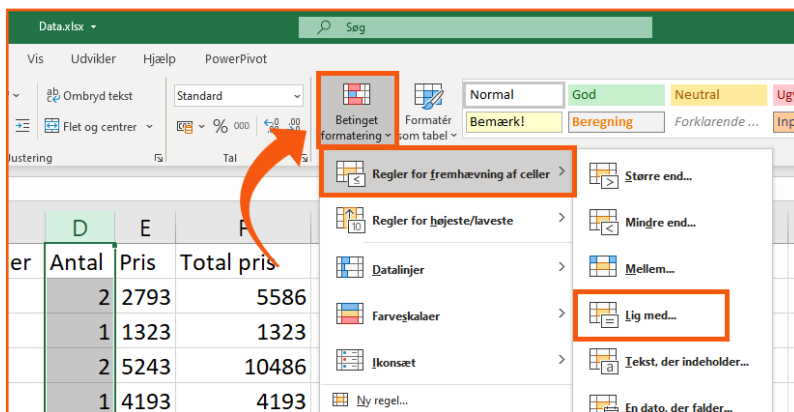 Data.xlsx
Søg
Vis Udvikler Hjælp PowerPivot
Ombryd tekst
Standard
Flet og centrer
% 000
Betinget formatering
Formatér som tabel
Normal God Neutral
Bemærk! Beregning Forklarende ...
Tal
Regler for fremhævning af celler
Regler for højeste/laveste
Datalinjer
Farveskalaer
Ikonsæt
Ny regel...
Større end...
Mindre end...
Mellem...
Lig med...
Tekst, der indeholder...
En dato, der falder...
D E F
er Antal Pris Total pris
2 2793 5586
1 1323 1323
2 5243 10486
1 4193 4193